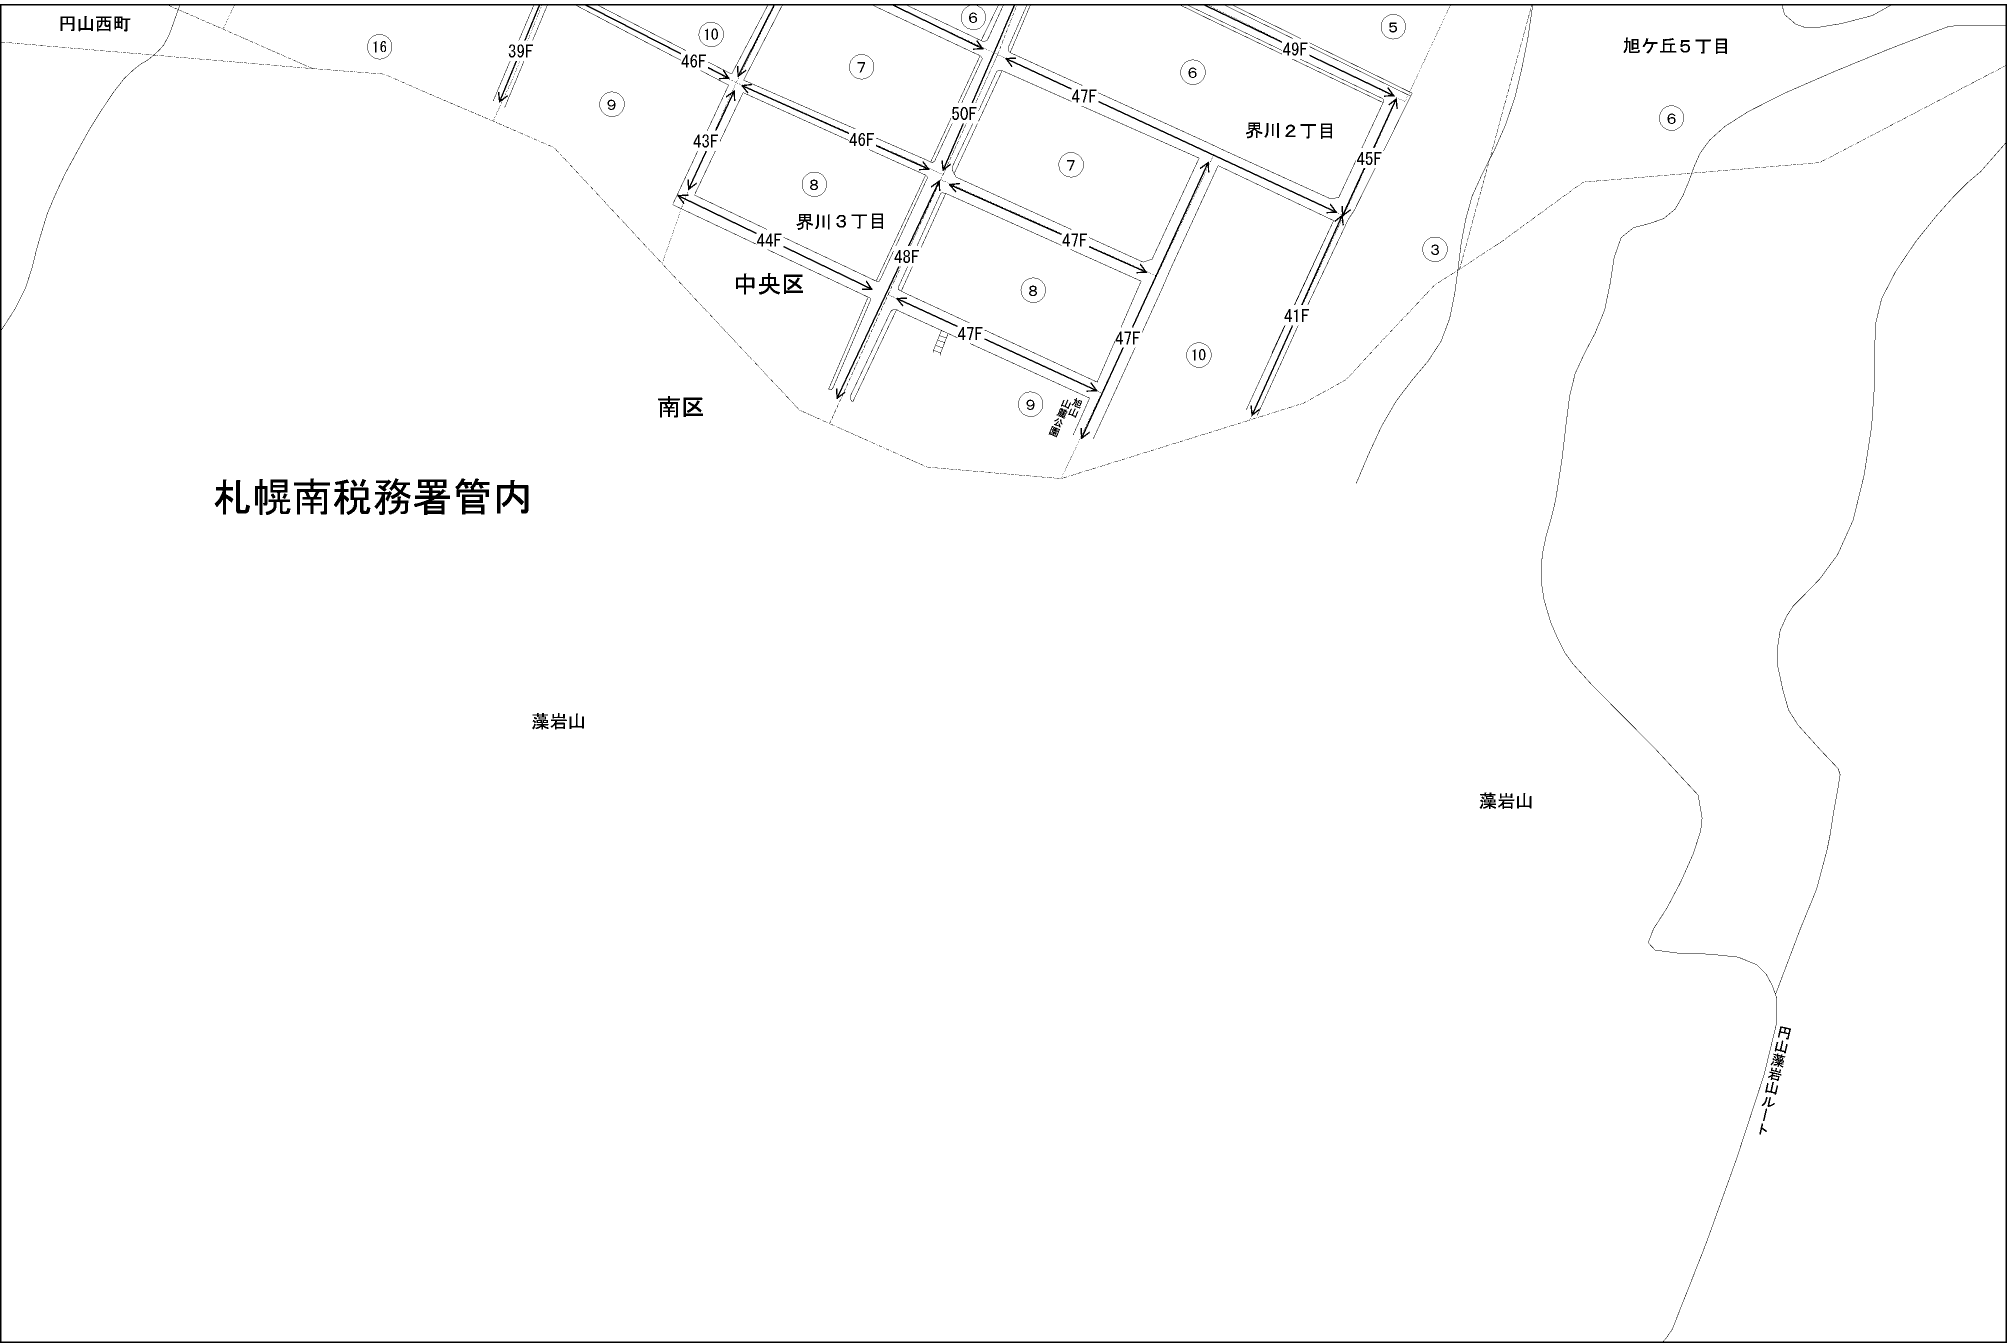 円山西町
16
39F
10
46F
9
6
7
49F
5
6
47F
旭ケ丘５丁目
50F
6
43F
46F
界川２丁目
45F
7
8
界川３丁目
44F
47F
3
48F
中央区
8
41F
47F
47F
10
南区
9
旭山
山麓公園
札幌南税務署管内
藻岩山
藻岩山
円山藻岩山ルート